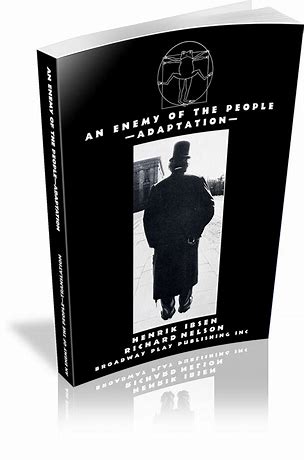 AN ENEMY OF THE PEOPLE
—ADAPTATION—
HENRIK IBSEN
RICHARD NELSON
BROADWAY PLAY PUBLISHING INC
AN ENEMY OF THE PEOPLE—ADAPTATION